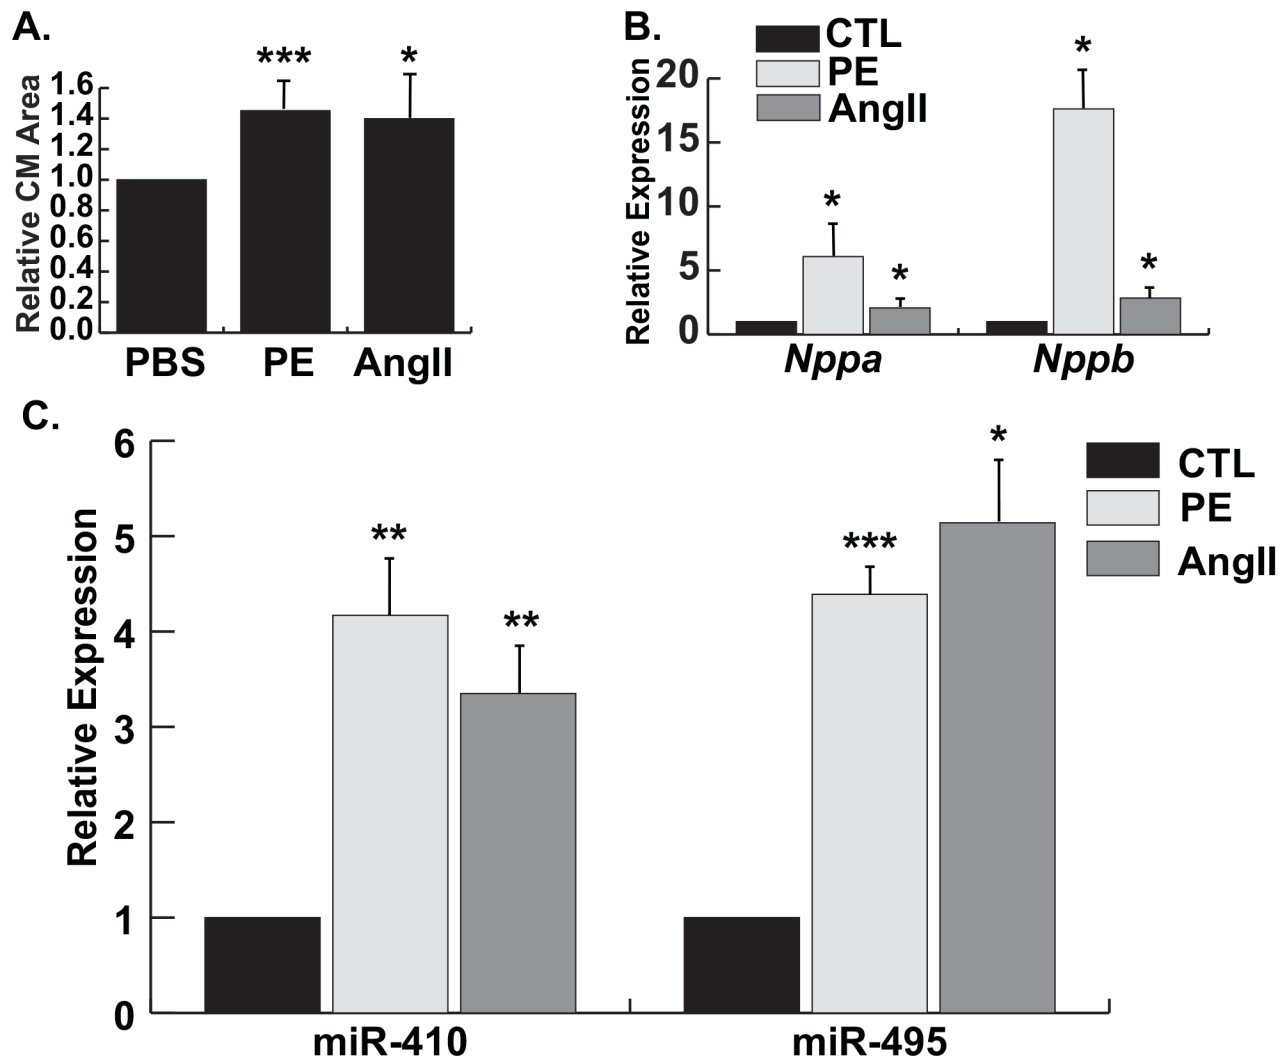 A.
Relative CM Area
1.6
1.4
1.2
1.0
0.8
0.6
0.4
0.2
0.0
***
*
PBS PE AngII
B.
CTL
PE
AngII
Relative Expression
20
15
10
5
0
*
*
*
*
Nppa Nppb
C.
Relative Expression
6
5
4
3
2
1
0
**
**
***
*
CTL
PE
AngII
miR-410 miR-495